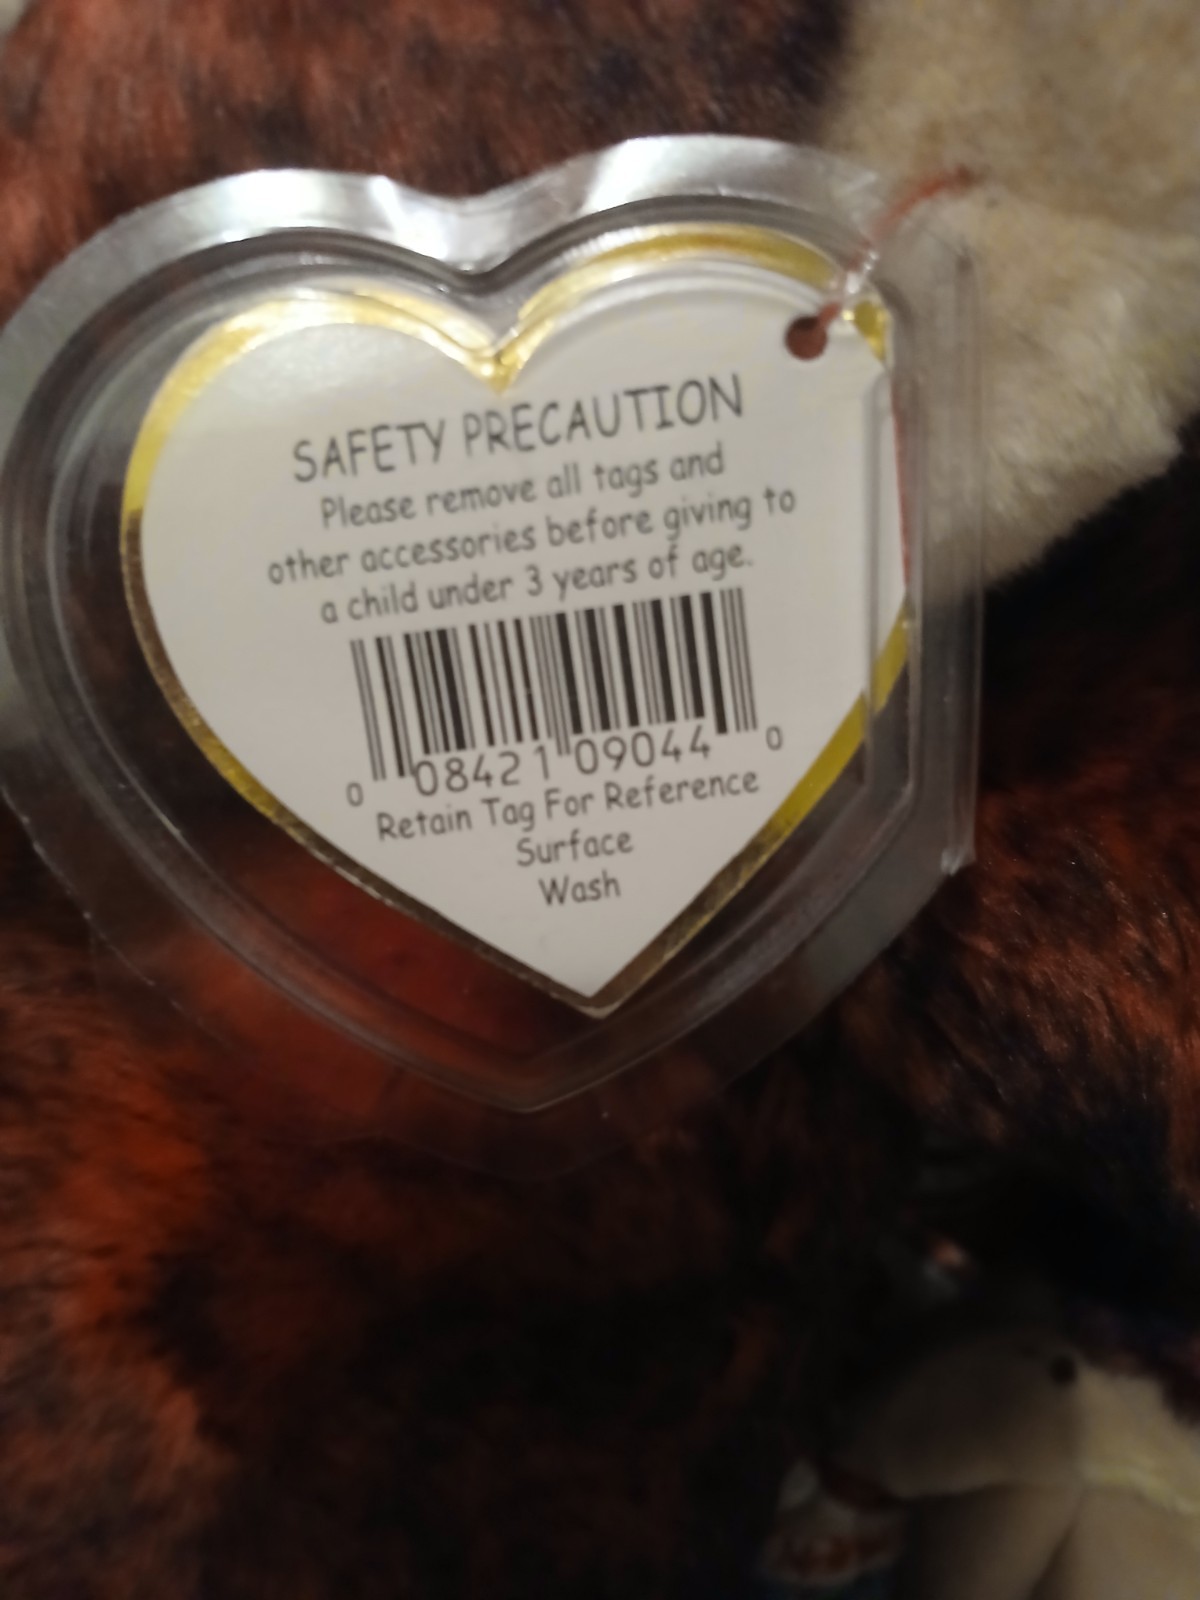 SAFETY PRECAUTION
Please remove all tags and
other accessories before giving to
a child under 3 years of age.
0 08421 09044 0
Retain Tag For Reference
Surface
Wash